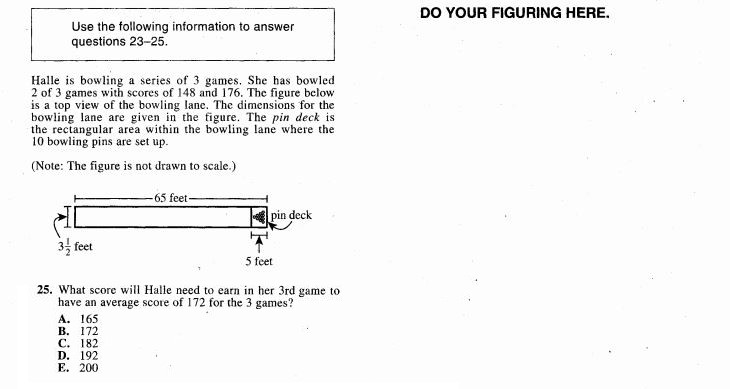 DO YOUR FIGURING HERE.
Use the following information to answer
questions 23–25.
Halle is bowling a series of 3 games. She has bowled
2 of 3 games with scores of 148 and 176. The figure below
is a top view of the bowling lane. The dimensions for the
bowling lane are given in the figure. The pin deck is
the rectangular area within the bowling lane where the
10 bowling pins are set up.
(Note: The figure is not drawn to scale.)
65 feet
pin deck
3 1/2 feet
5 feet
25. What score will Halle need to earn in her 3rd game to
have an average score of 172 for the 3 games?
A. 165
B. 172
C. 182
D. 192
E. 200